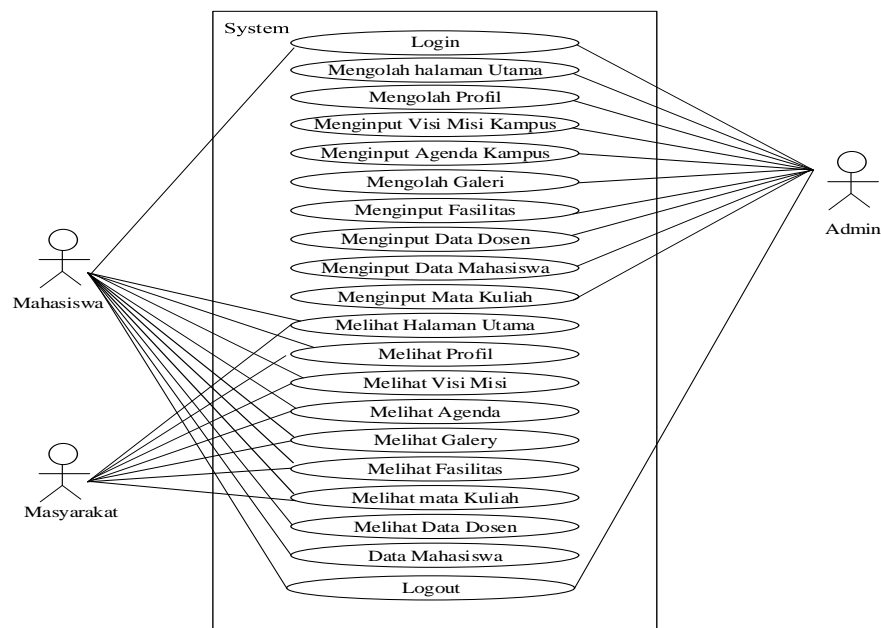 System
Login
Mengolah halaman Utama
Mengolah Profil
Menginput Visi Misi Kampus
Menginput Agenda Kampus
Mengolah Galeri
Menginput Fasilitas
Menginput Data Dosen
Menginput Data Mahasiswa
Menginput Mata Kuliah
Melihat Halaman Utama
Melihat Profil
Melihat Visi Misi
Melihat Agenda
Melihat Galery
Melihat Fasilitas
Melihat mata Kuliah
Melihat Data Dosen
Data Mahasiswa
Logout
Mahasiswa
Masyarakat
Admin